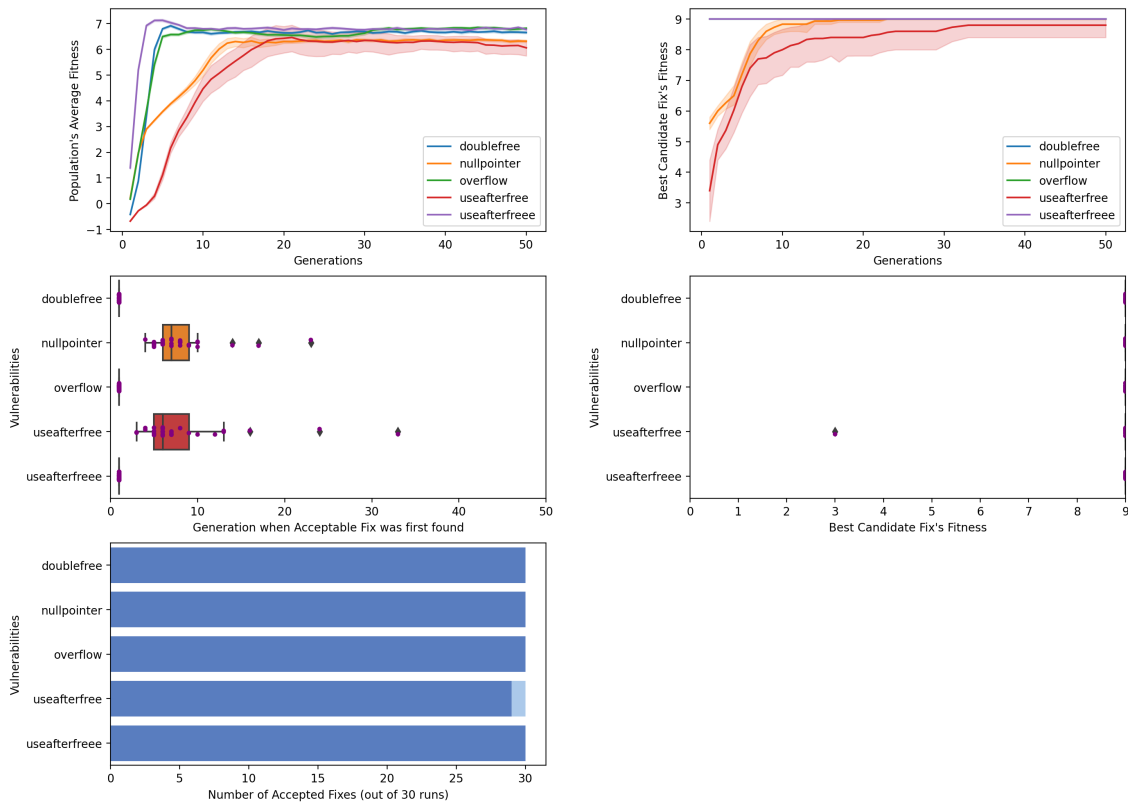 Population's Average Fitness
7
6
5
4
3
2
1
0
−1
0 10 20 30 40 50
Generations
doublefree
nullpointer
overflow
useafterfree
useafterfreee
Best Candidate Fix's Fitness
9
8
7
6
5
4
3
0 10 20 30 40 50
Generations
doublefree
nullpointer
overflow
useafterfree
useafterfreee
Vulnerabilities
doublefree
nullpointer
overflow
useafterfree
useafterfreee
0 10 20 30 40 50
Generation when Acceptable Fix was first found
Vulnerabilities
doublefree
nullpointer
overflow
useafterfree
useafterfreee
0 1 2 3 4 5 6 7 8 9
Best Candidate Fix's Fitness
Vulnerabilities
doublefree
nullpointer
overflow
useafterfree
useafterfreee
0 5 10 15 20 25 30
Number of Accepted Fixes (out of 30 runs)